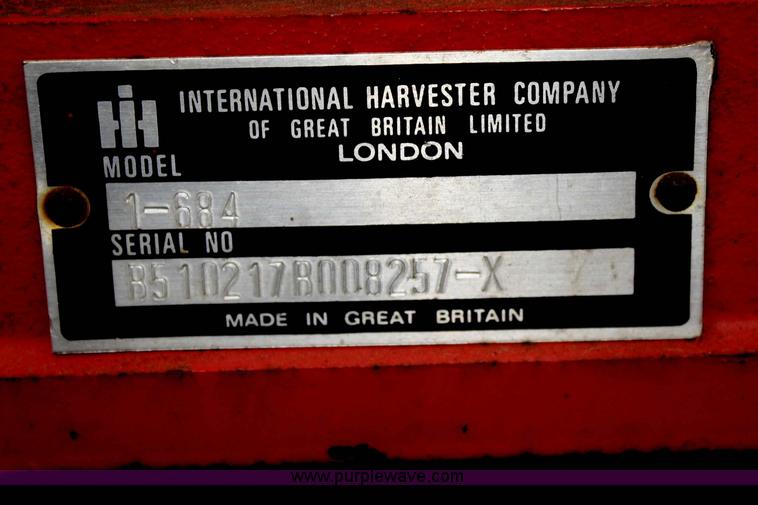 IH INTERNATIONAL HARVESTER COMPANY
OF GREAT BRITAIN LIMITED
LONDON
MODEL
1-684
SERIAL NO
B510217B008257-X
MADE IN GREAT BRITAIN
www.purplewave.com